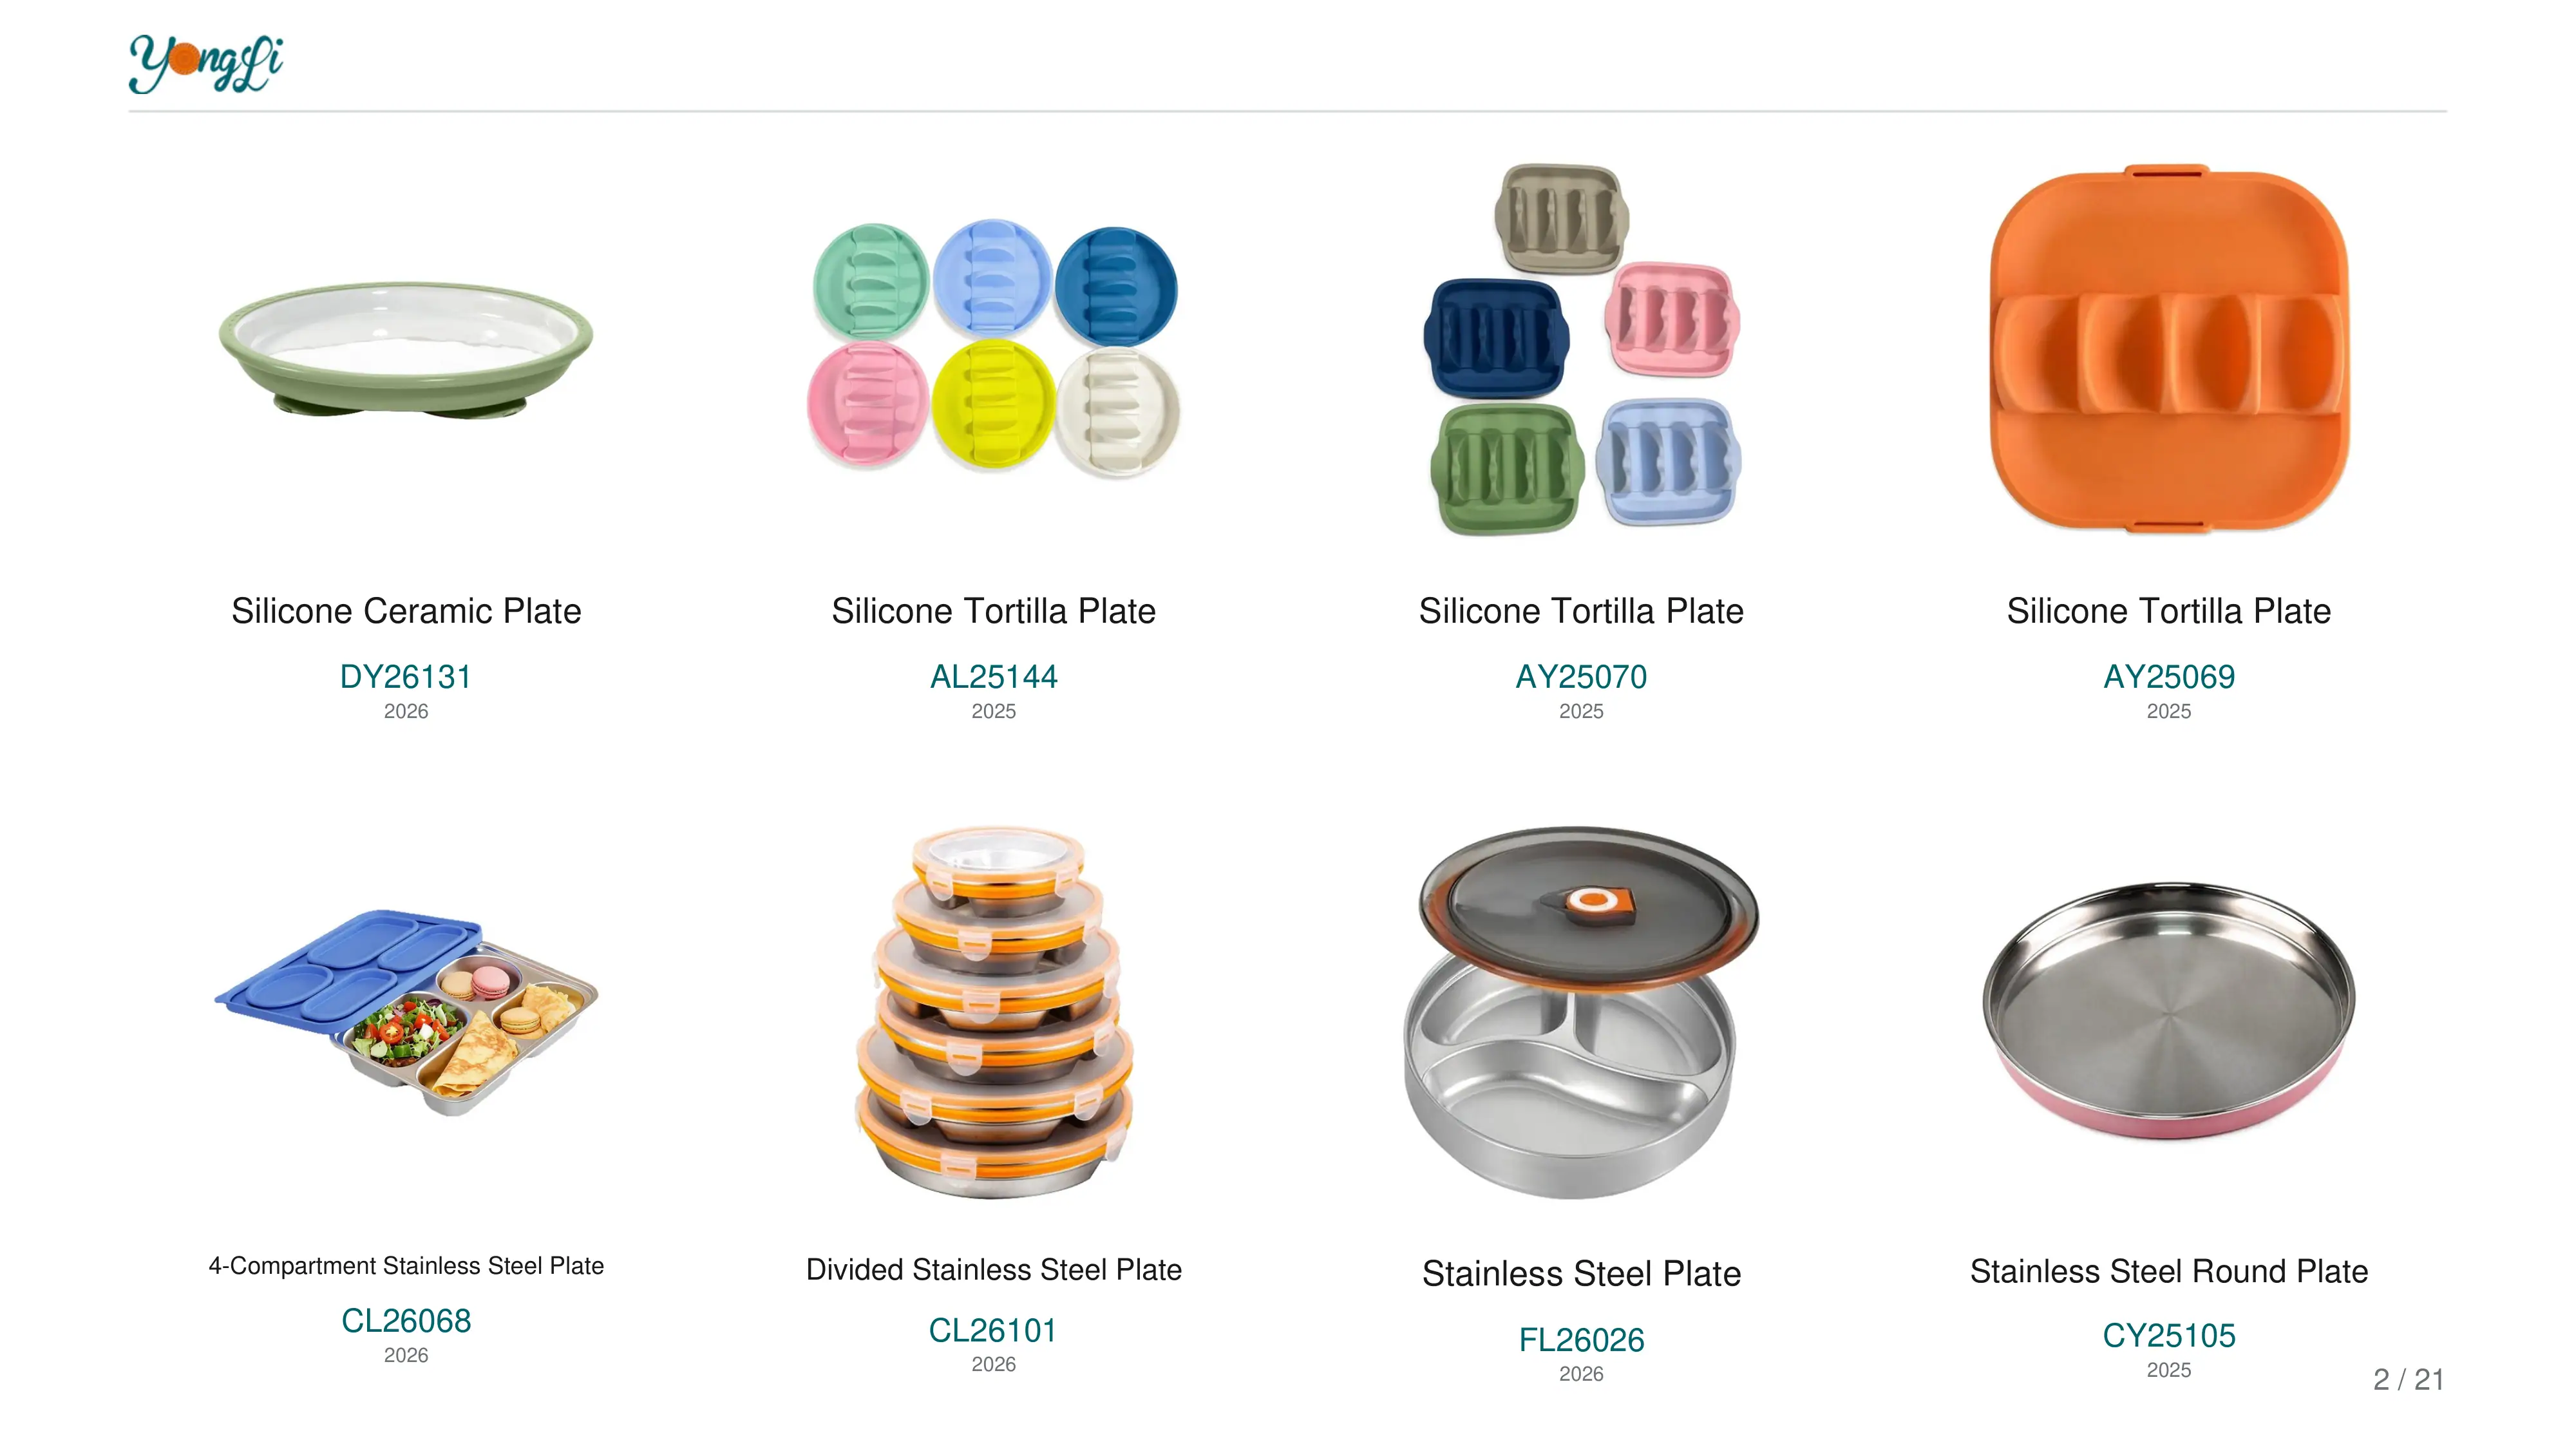 YongLi
Silicone Ceramic Plate
DY26131
2026
Silicone Tortilla Plate
AL25144
2025
Silicone Tortilla Plate
AY25070
2025
Silicone Tortilla Plate
AY25069
2025
4-Compartment Stainless Steel Plate
CL26068
2026
Divided Stainless Steel Plate
CL26101
2026
Stainless Steel Plate
FL26026
2026
Stainless Steel Round Plate
CY25105
2025
2 / 21